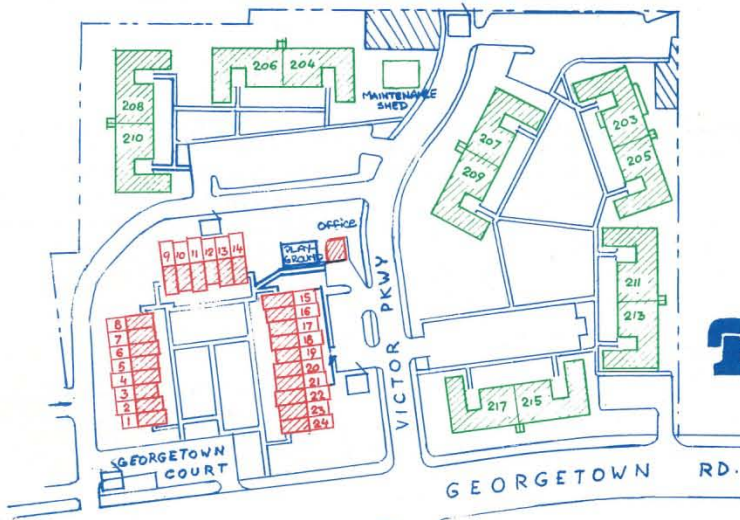 206 204
MAINTENANCE
SHED
208
210
207
209
203
205
9 10 11 12 13 14
OFFICE
PLAY
GROUND
211
213
15
16
17
18
19
20
21
22
23
24
8
7
6
5
4
3
2
1
VICTOR PKWY
217 215
GEORGETOWN
COURT
GEORGETOWN RD.